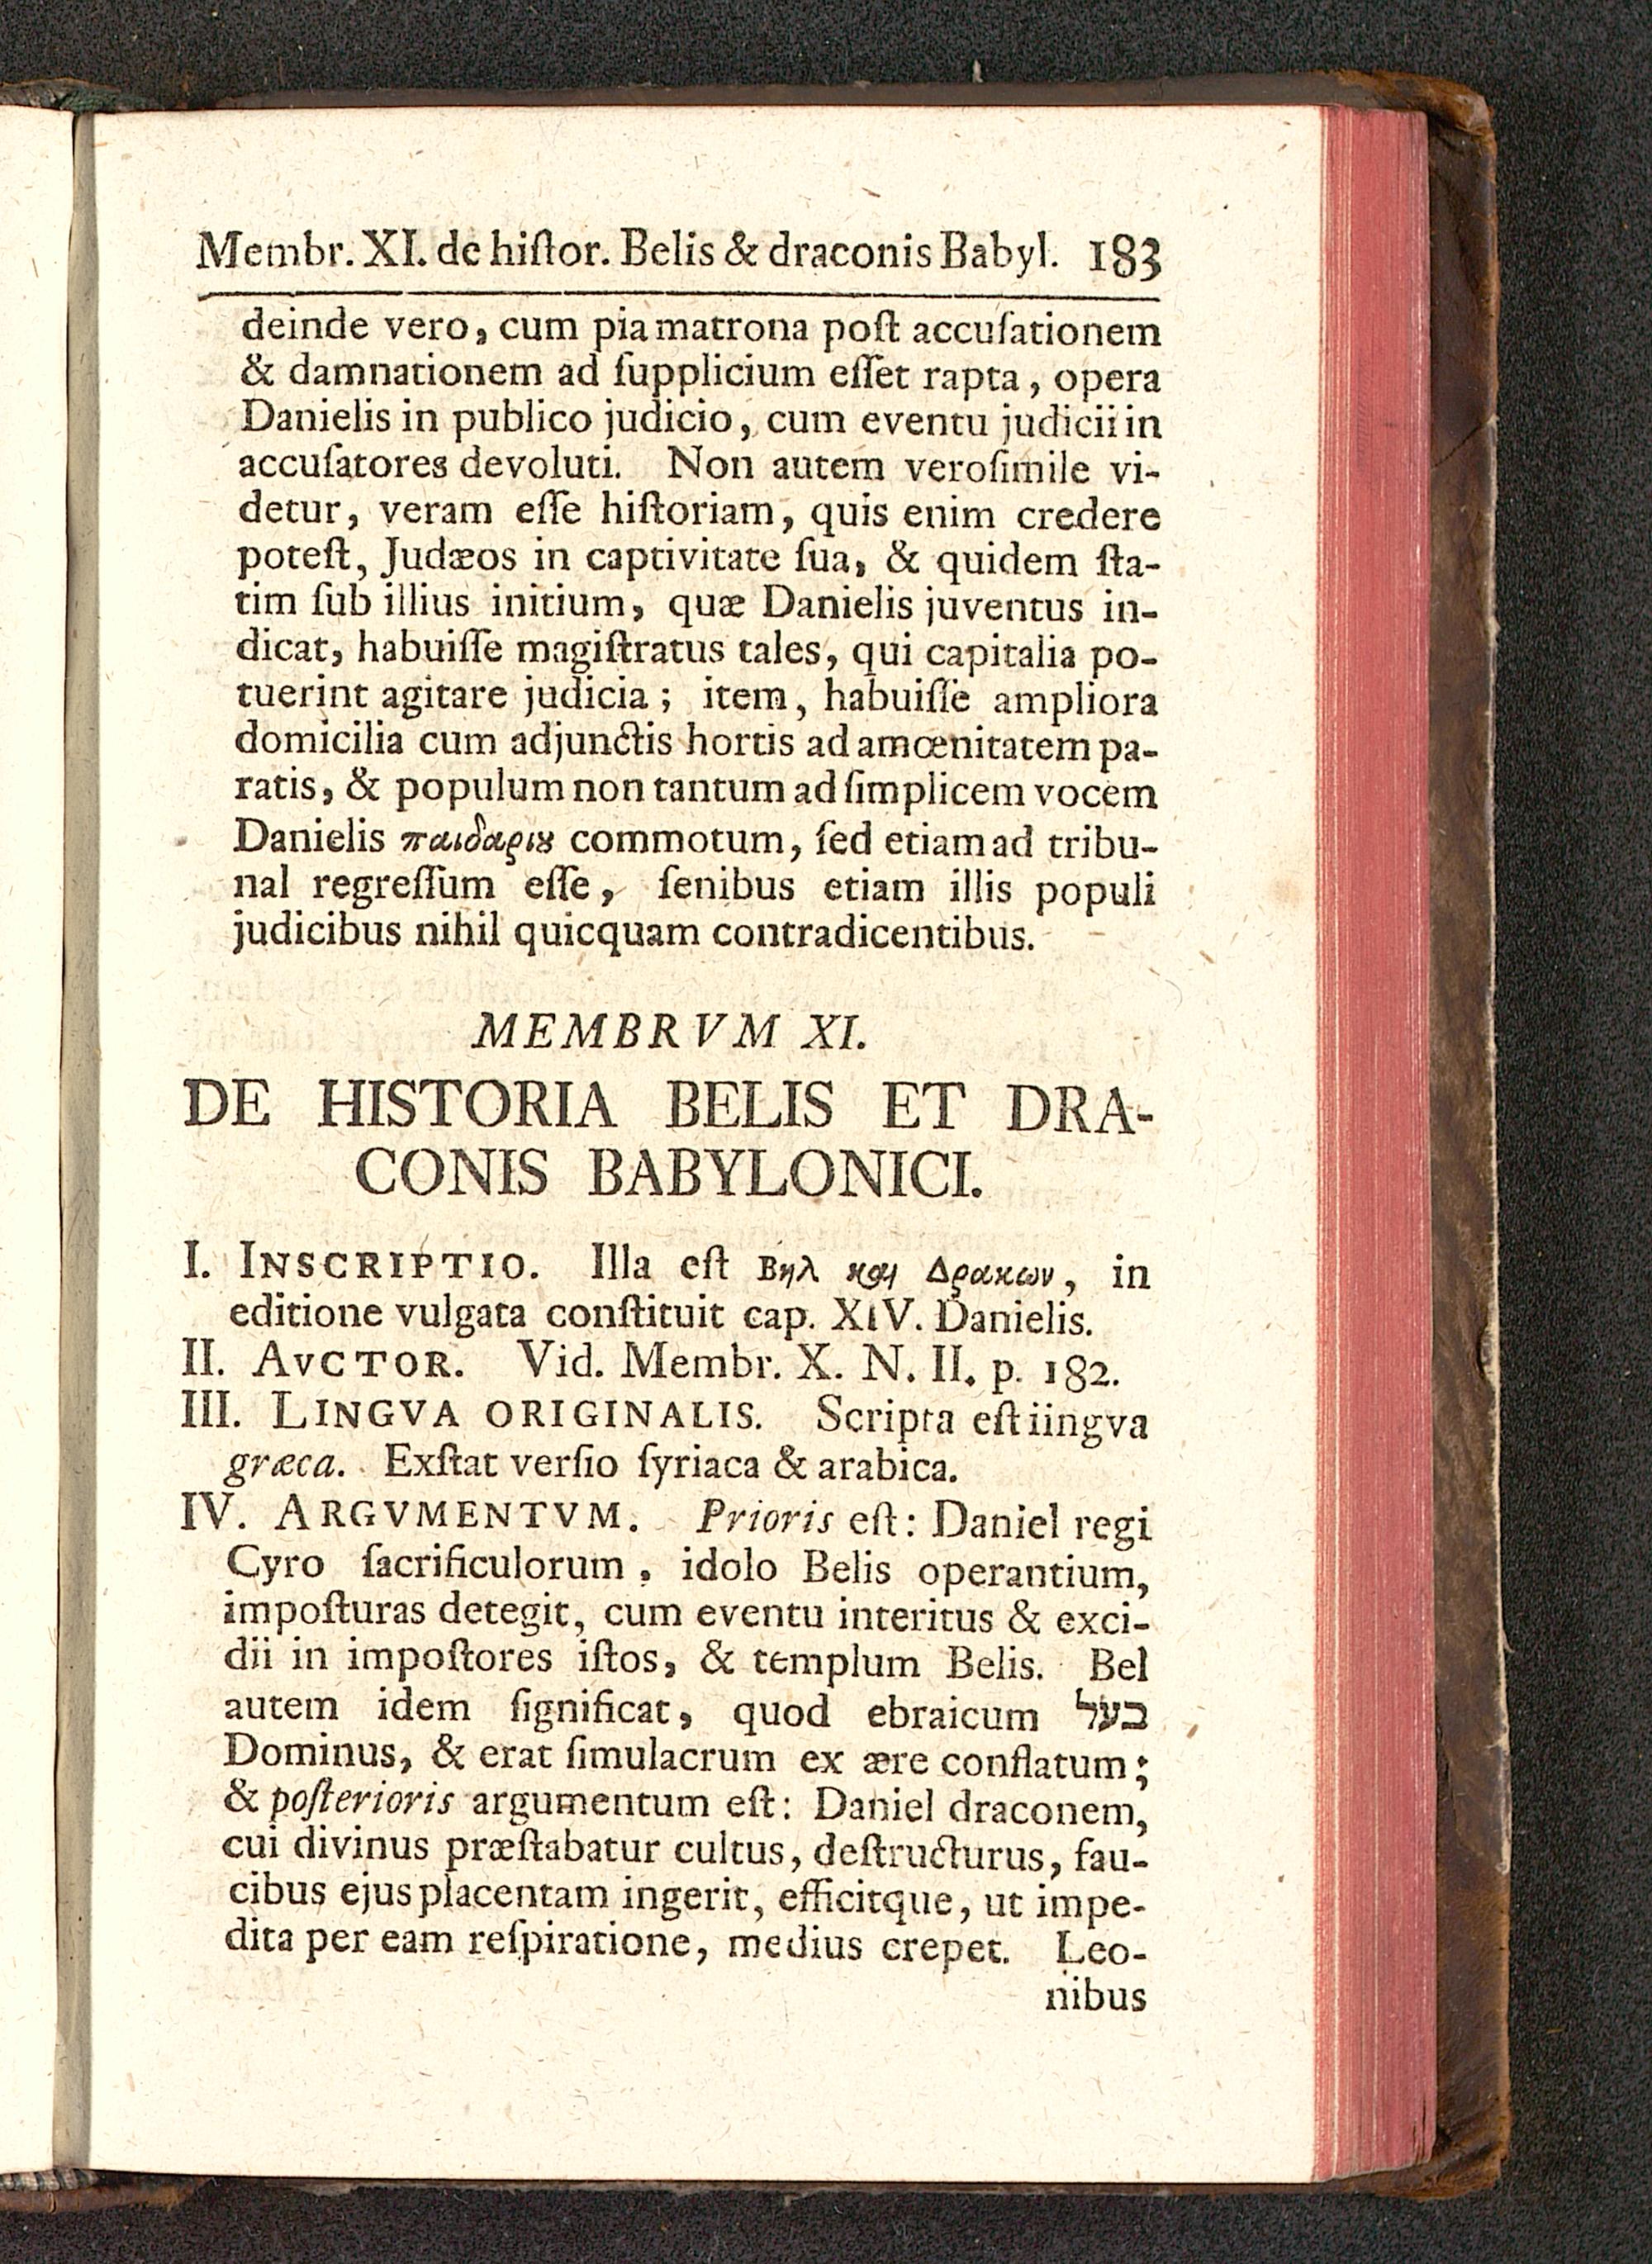 Membr. XI. de hiſtor. Belis & draconis Babyl. 183
deinde vero, cum pia matrona poſt accuſationem
& damnationem ad ſupplicium eſſet rapta, opera
Danielis in publico judicio, cum eventu judicii in
accuſatores devoluti. Non autem veroſimile vi-
detur, veram eſſe hiſtoriam, quis enim credere
poteſt, Judæos in captivitate ſua, & quidem ſta-
tim ſub illius initium, quæ Danielis juventus in-
dicat, habuiſſe magiſtratus tales, qui capitalia po-
tuerint agitare judicia; item, habuiſſe ampliora
domicilia cum adjunctis hortis ad amœnitatem pa-
ratis, & populum non tantum ad ſimplicem vocem
Danielis παιδαριȣ commotum, ſed etiam ad tribu-
nal regreſſum eſſe, ſenibus etiam illis populi
judicibus nihil quicquam contradicentibus.
MEMBRVM XI.
DE HISTORIA BELIS ET DRA-
CONIS BABYLONICI.
I. INSCRIPTIO. Illa eſt Βηλ και Δρακων, in
editione vulgata conſtituit cap. XIV. Danielis.
II. AVCTOR. Vid. Membr. X. N. II. p. 182.
III. LINGVA ORIGINALIS. Scripta eſt iingva
græca. Exſtat verſio ſyriaca & arabica.
IV. ARGVMENTVM. Prioris eſt: Daniel regi
Cyro ſacrificulorum, idolo Belis operantium,
impoſturas detegit, cum eventu interitus & exci-
dii in impoſtores iſtos, & templum Belis. Bel
autem idem ſignificat, quod ebraicum בעל
Dominus, & erat ſimulacrum ex ære conflatum;
& poſterioris argumentum eſt: Daniel draconem,
cui divinus præſtabatur cultus, deſtructurus, fau-
cibus ejus placentam ingerit, efficitque, ut impe-
dita per eam reſpiratione, medius crepet. Leo-
nibus